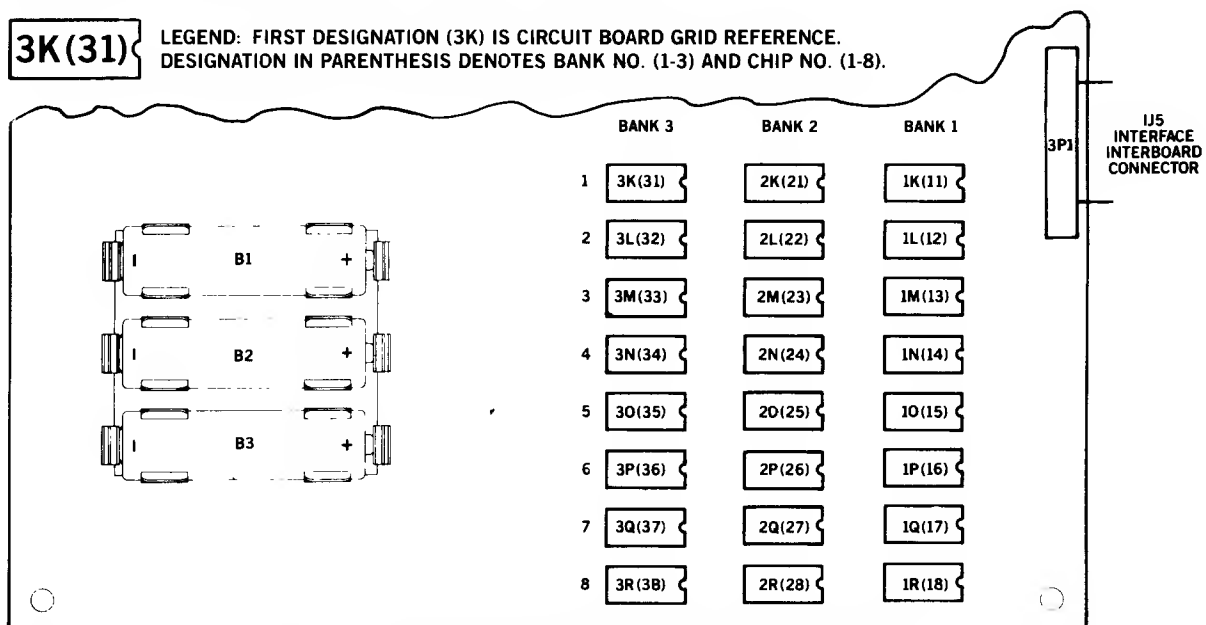 3K(31)
LEGEND: FIRST DESIGNATION (3K) IS CIRCUIT BOARD GRID REFERENCE.
DESIGNATION IN PARENTHESIS DENOTES BANK NO. (1-3) AND CHIP NO. (1-8).
BANK 3 BANK 2 BANK 1
3P1
IJ5
INTERFACE
INTERBOARD
CONNECTOR
1 3K(31) 2K(21) 1K(11)
2 3L(32) 2L(22) 1L(12)
- B1 +
3 3M(33) 2M(23) 1M(13)
- B2 +
4 3N(34) 2N(24) 1N(14)
5 3O(35) 2O(25) 1O(15)
- B3 +
6 3P(36) 2P(26) 1P(16)
7 3Q(37) 2Q(27) 1Q(17)
8 3R(3B) 2R(28) 1R(18)